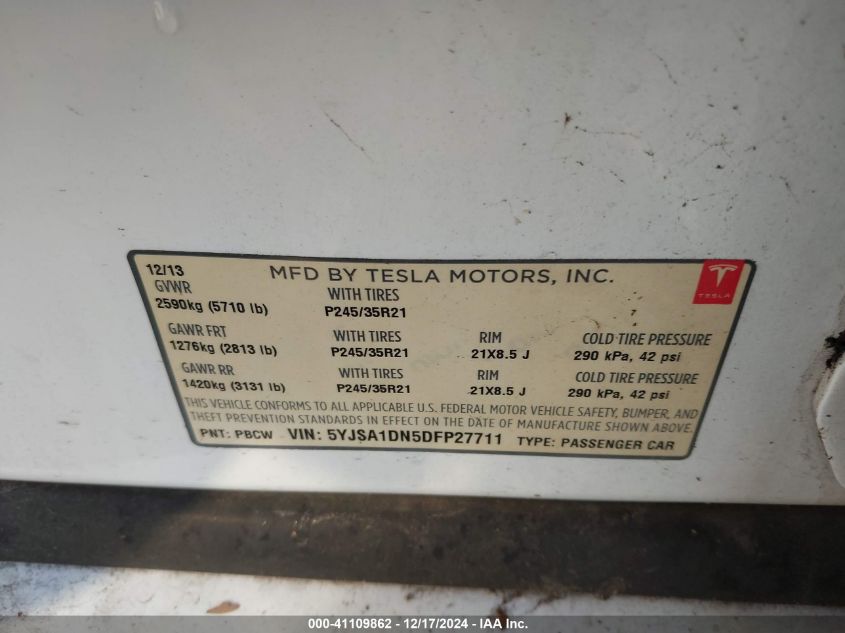 12/13 MFD BY TESLA MOTORS, INC.
TESLA
GVWR WITH TIRES
2590kg (5710 lb) P245/35R21
GAWR FRT WITH TIRES RIM COLD TIRE PRESSURE
1276kg (2813 lb) P245/35R21 21X8.5 J 290 kPa, 42 psi
GAWR RR WITH TIRES RIM COLD TIRE PRESSURE
1420kg (3131 lb) P245/35R21 21X8.5 J 290 kPa, 42 psi
THIS VEHICLE CONFORMS TO ALL APPLICABLE U.S. FEDERAL MOTOR VEHICLE SAFETY, BUMPER, AND
THEFT PREVENTION STANDARDS IN EFFECT ON THE DATE OF MANUFACTURE SHOWN ABOVE.
PNT: PBCW VIN: 5YJSA1DN5DFP27711 TYPE: PASSENGER CAR
000-41109862 - 12/17/2024 - IAA Inc.